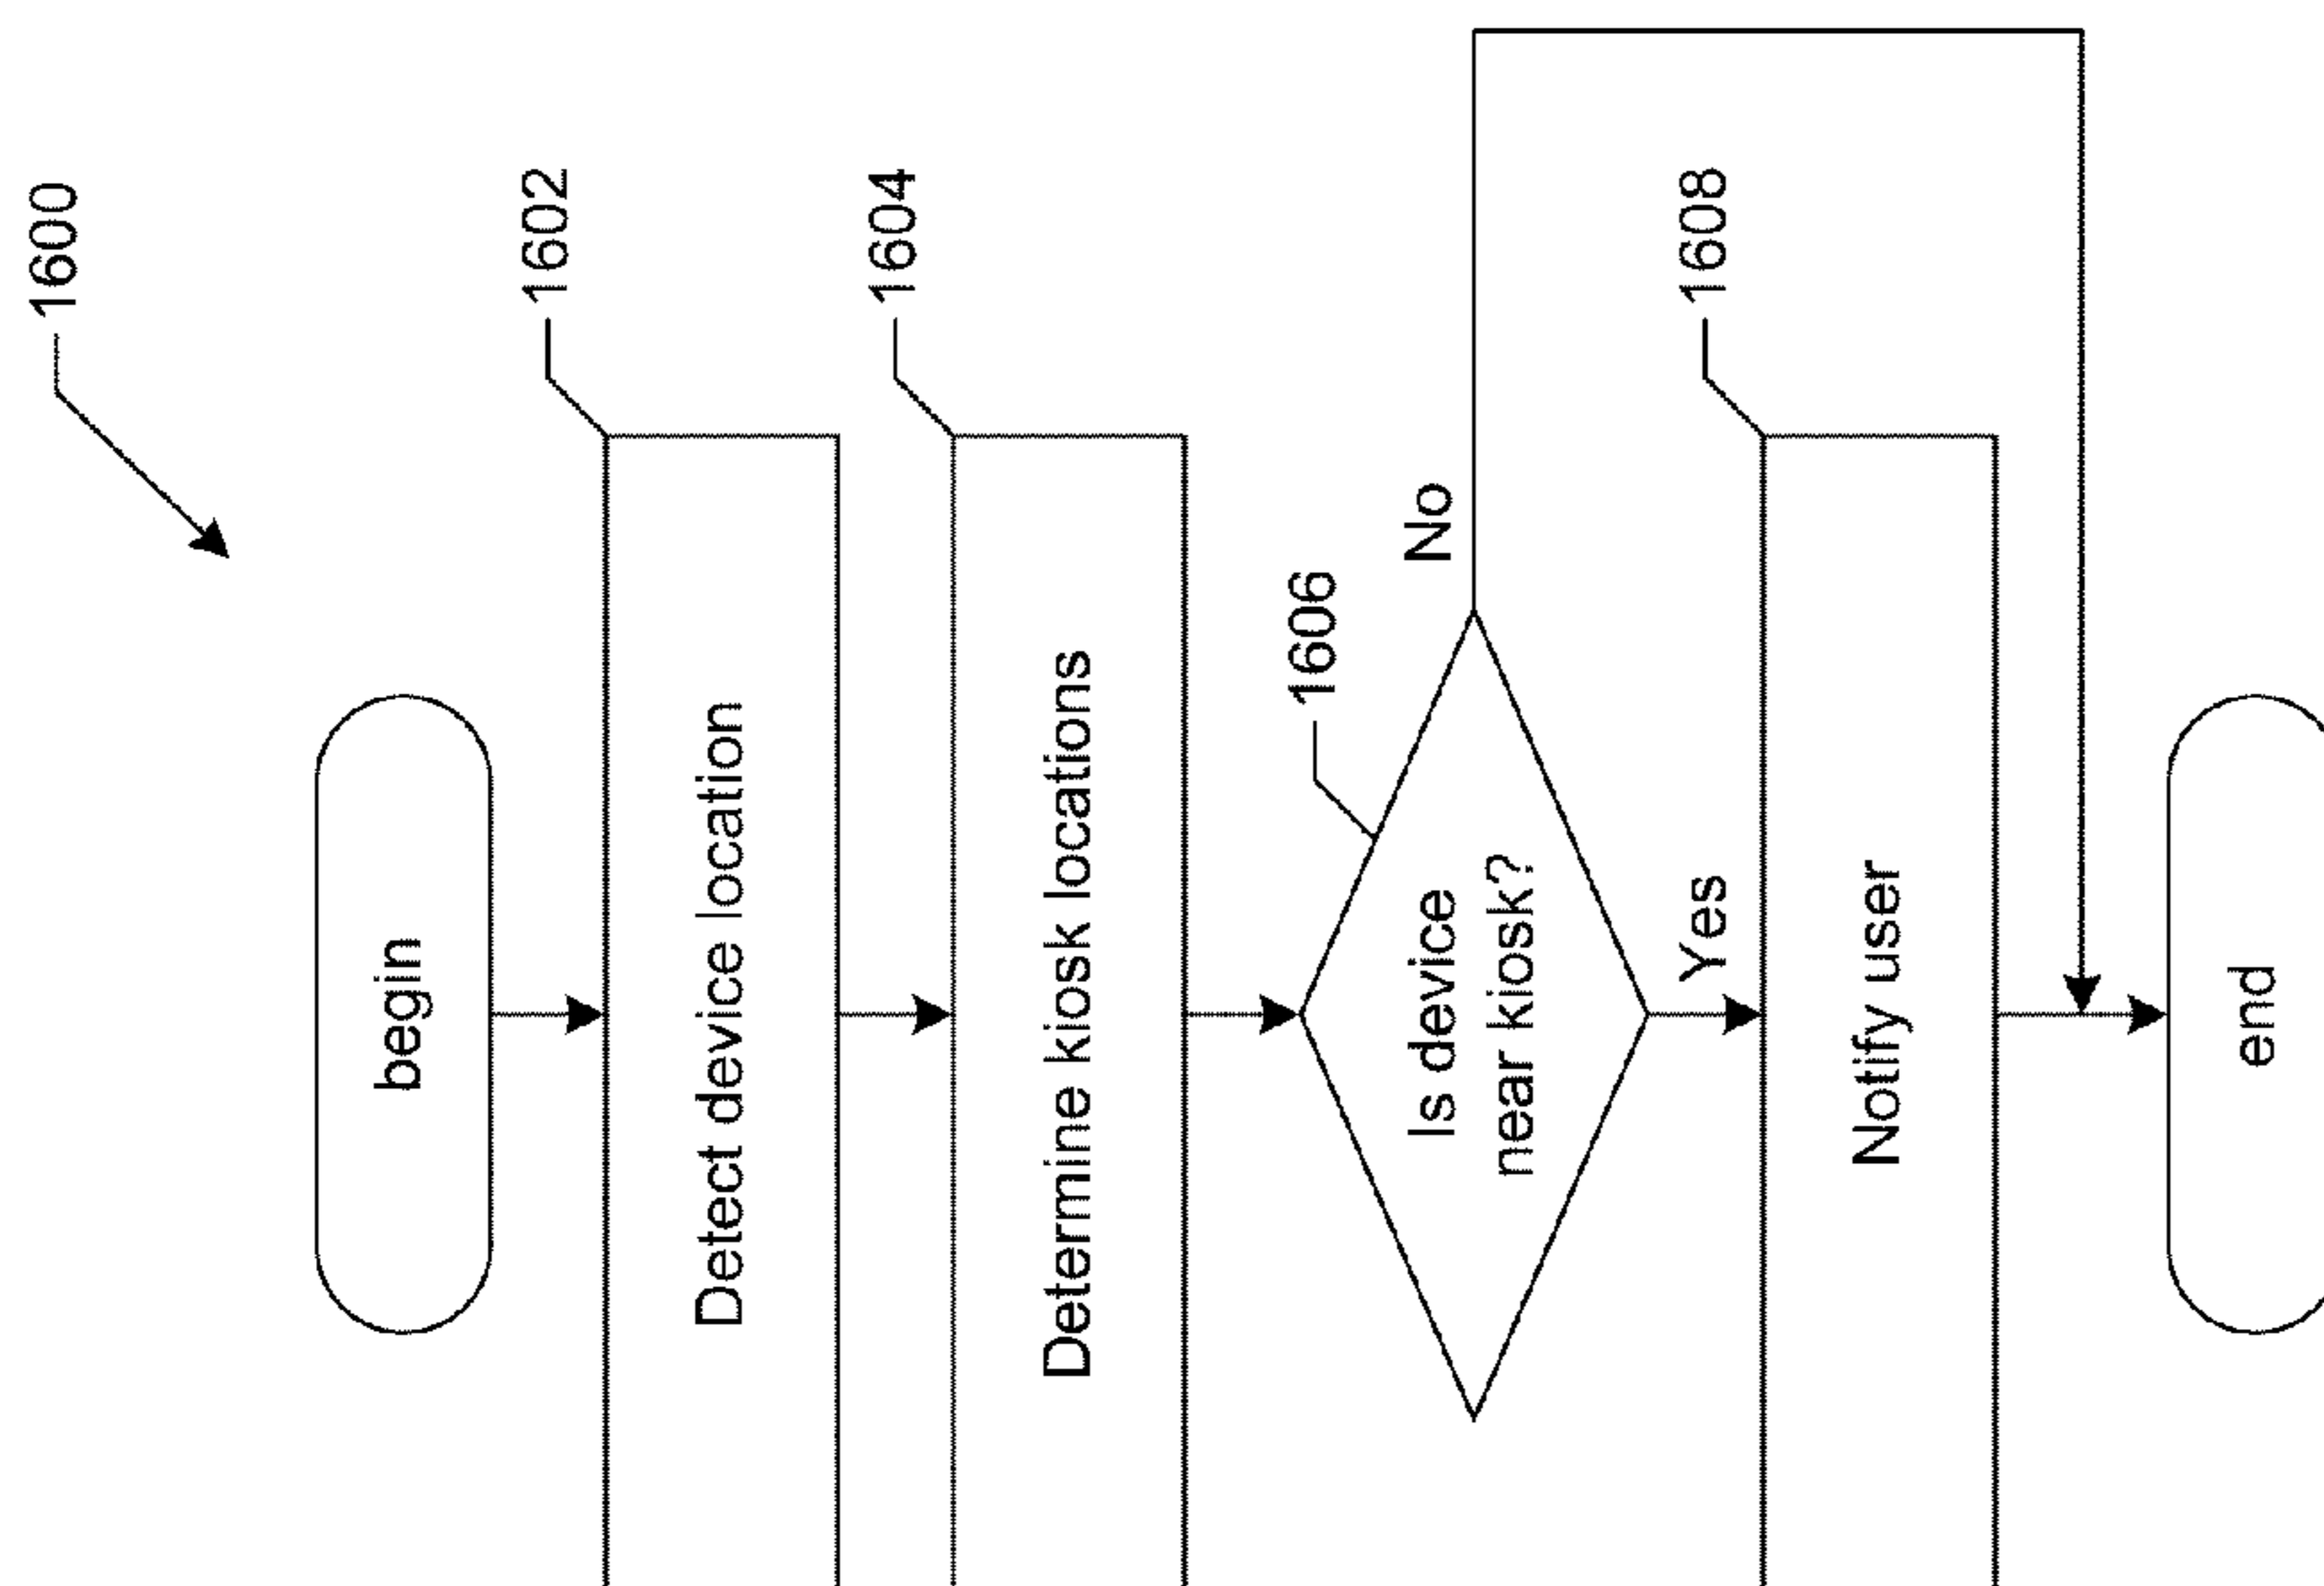 1600
begin
1602
Detect device location
1604
Determine kiosk locations
1606
Is device
near kiosk?
No
Yes
1608
Notify user
end